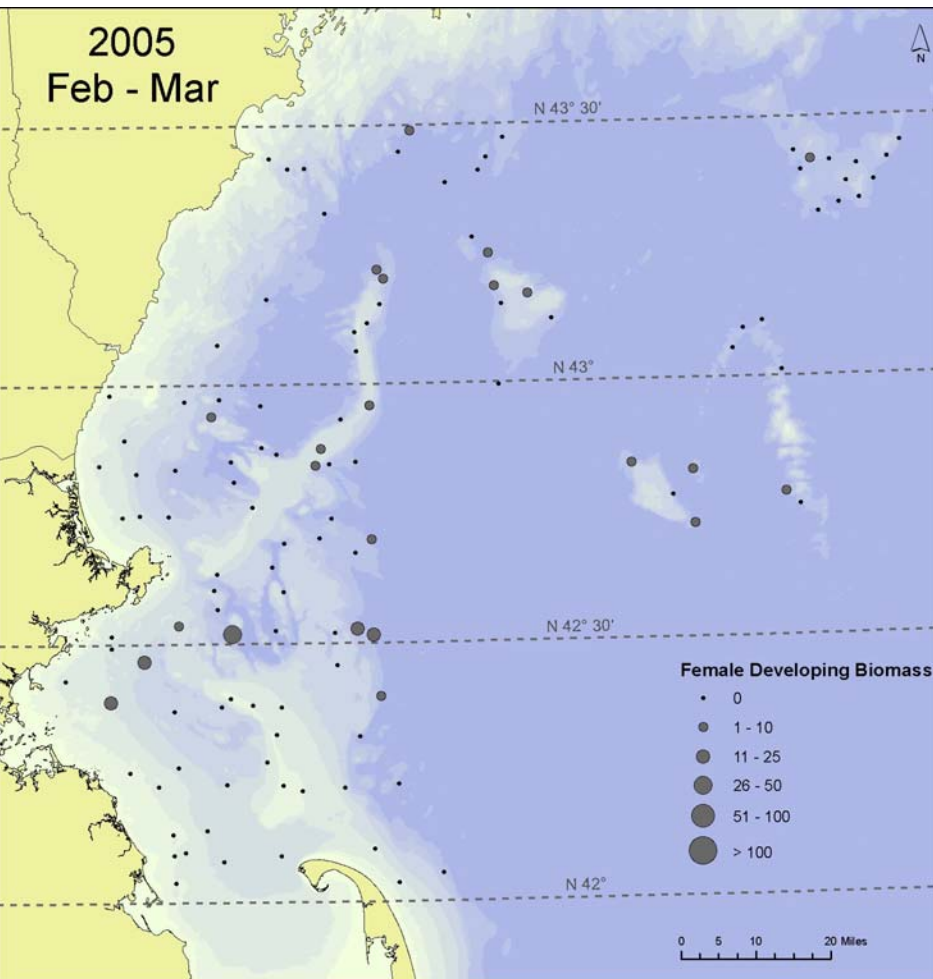 2005
Feb - Mar
N
N 43° 30'
N 43°
N 42° 30'
Female Developing Biomass
0
1 - 10
11 - 25
26 - 50
51 - 100
> 100
N 42°
0 5 10 20 Miles